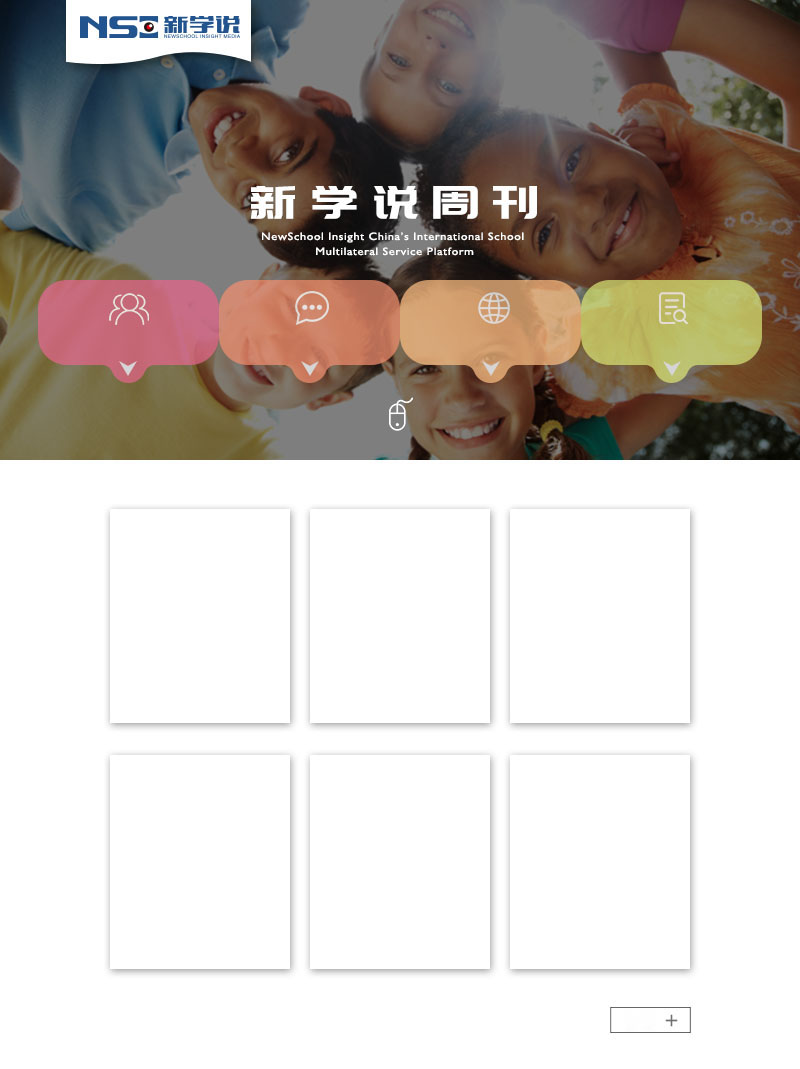 NSI 新学说
NEWSCHOOL INSIGHT MEDIA
新学说周刊
NewSchool Insight China's International School
Multilateral Service Platform